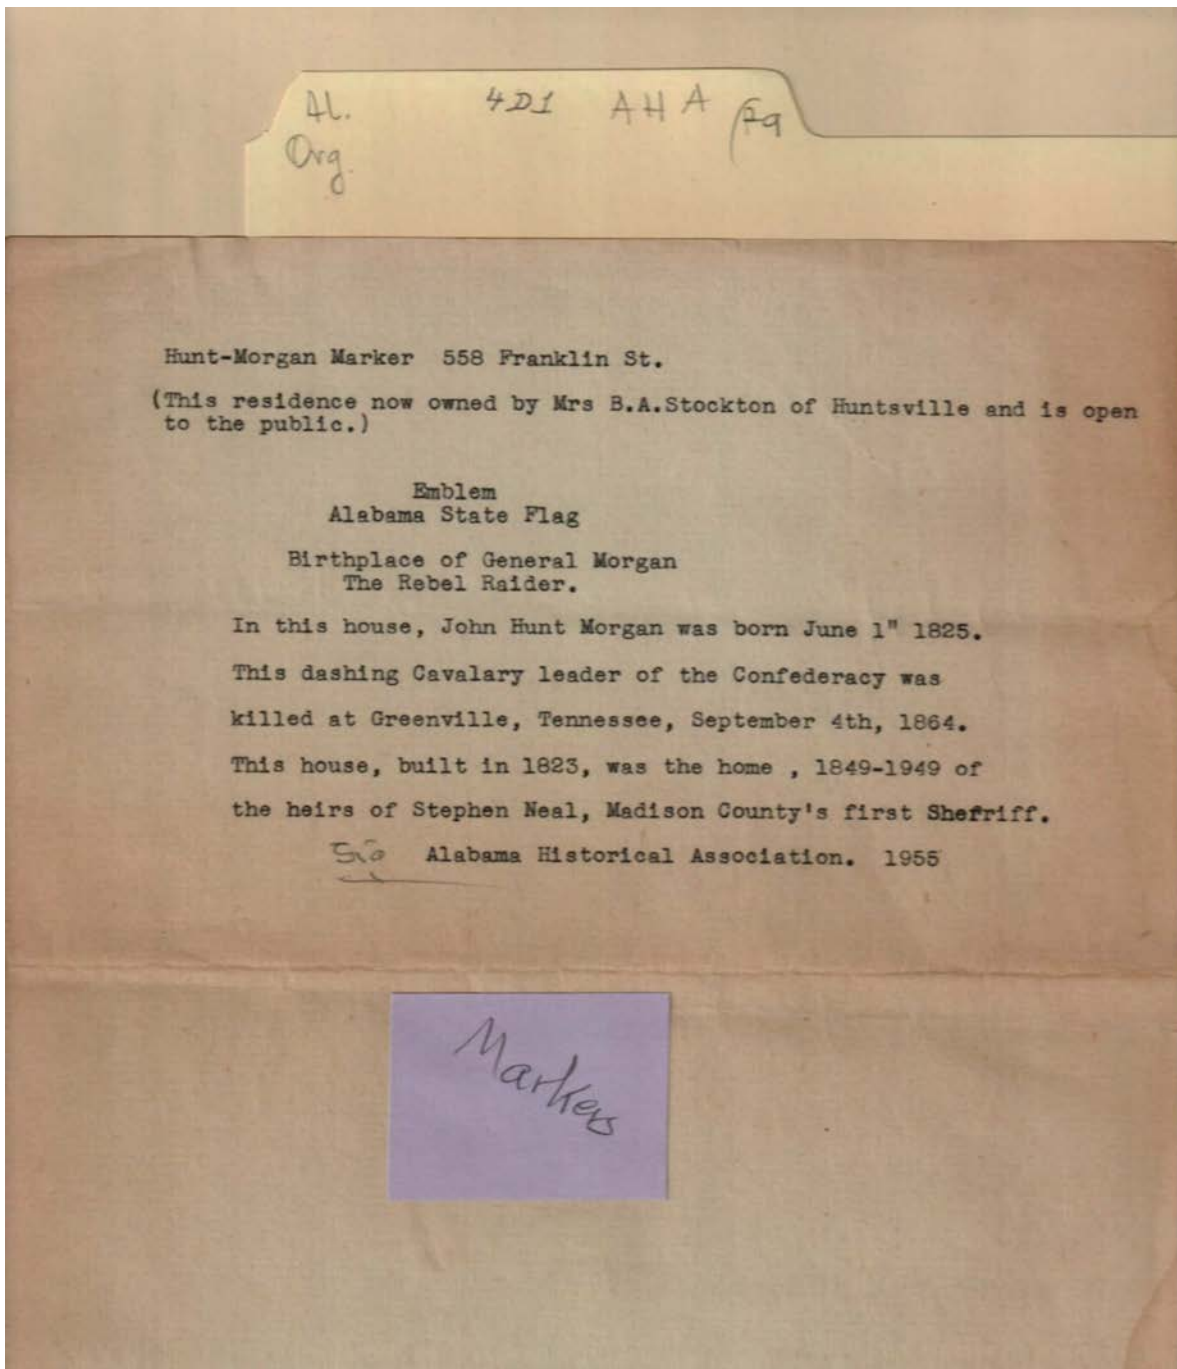 AL. 4D1 AHA
Org.
Hunt-Morgan Marker 558 Franklin St.
(This residence now owned by Mrs B.A.Stockton of Huntsville and is open
to the public.)
Emblem
Alabama State Flag
Birthplace of General Morgan
The Rebel Raider.
In this house, John Hunt Morgan was born June 1" 1825.
This dashing Cavalary leader of the Confederacy was
killed at Greenville, Tennessee, September 4th, 1864.
This house, built in 1823, was the home , 1849-1949 of
the heirs of Stephen Neal, Madison County's first Sherriff.
Alabama Historical Association. 1955
Markers